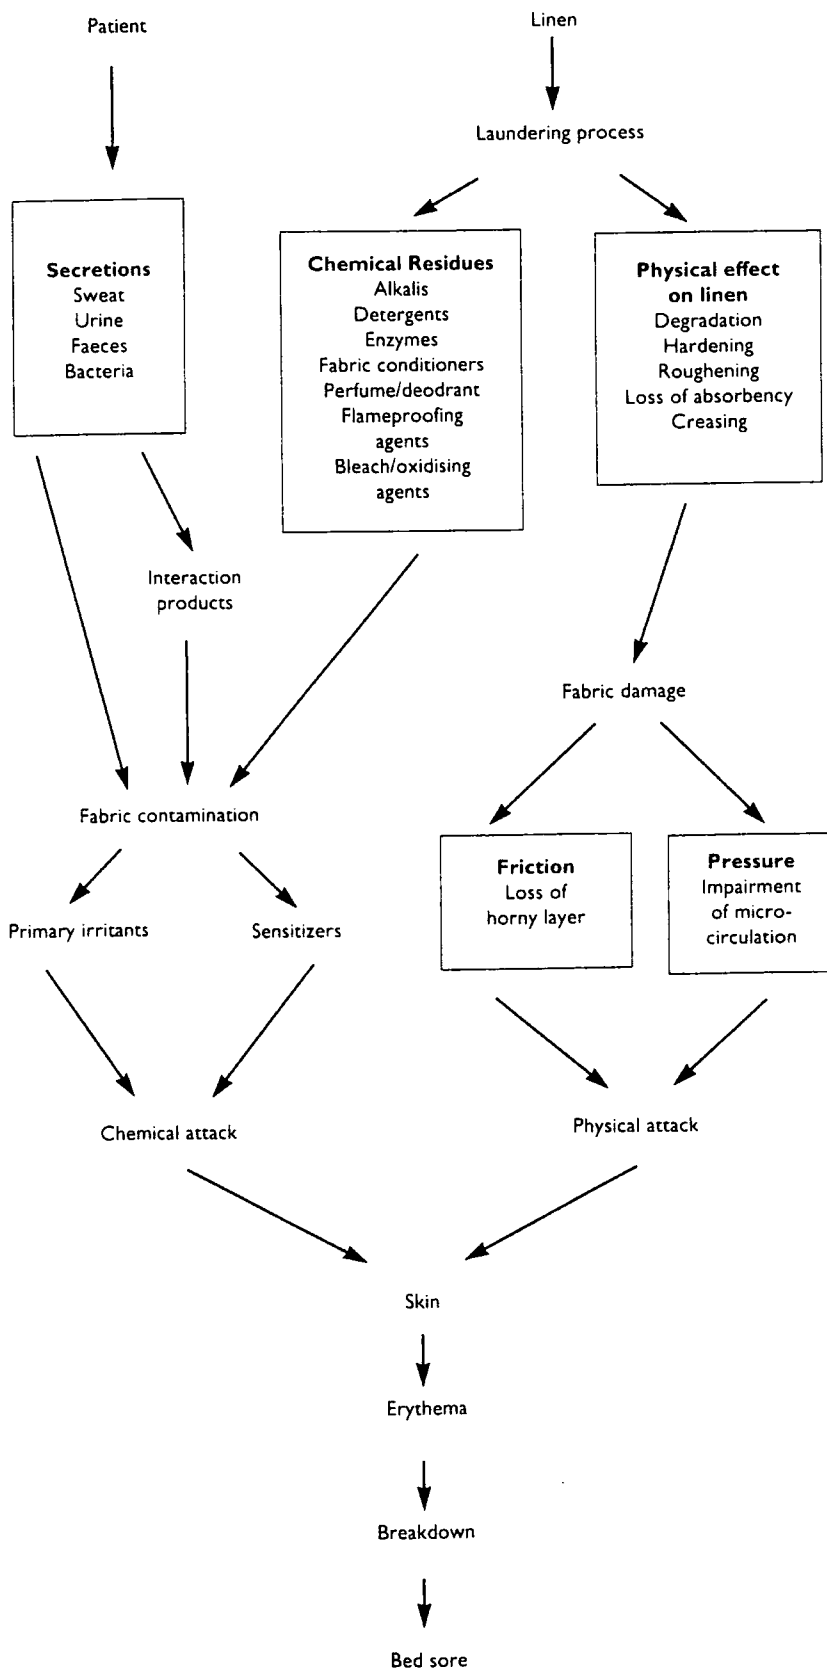 Patient
Linen
Laundering process
Secretions
Sweat
Urine
Faeces
Bacteria
Chemical Residues
Alkalis
Detergents
Enzymes
Fabric conditioners
Perfume/deodrant
Flameproofing
agents
Bleach/oxidising
agents
Physical effect
on linen
Degradation
Hardening
Roughening
Loss of absorbency
Creasing
Interaction
products
Fabric damage
Fabric contamination
Friction
Loss of
horny layer
Pressure
Impairment
of micro-
circulation
Primary irritants
Sensitizers
Chemical attack
Physical attack
Skin
Erythema
Breakdown
Bed sore